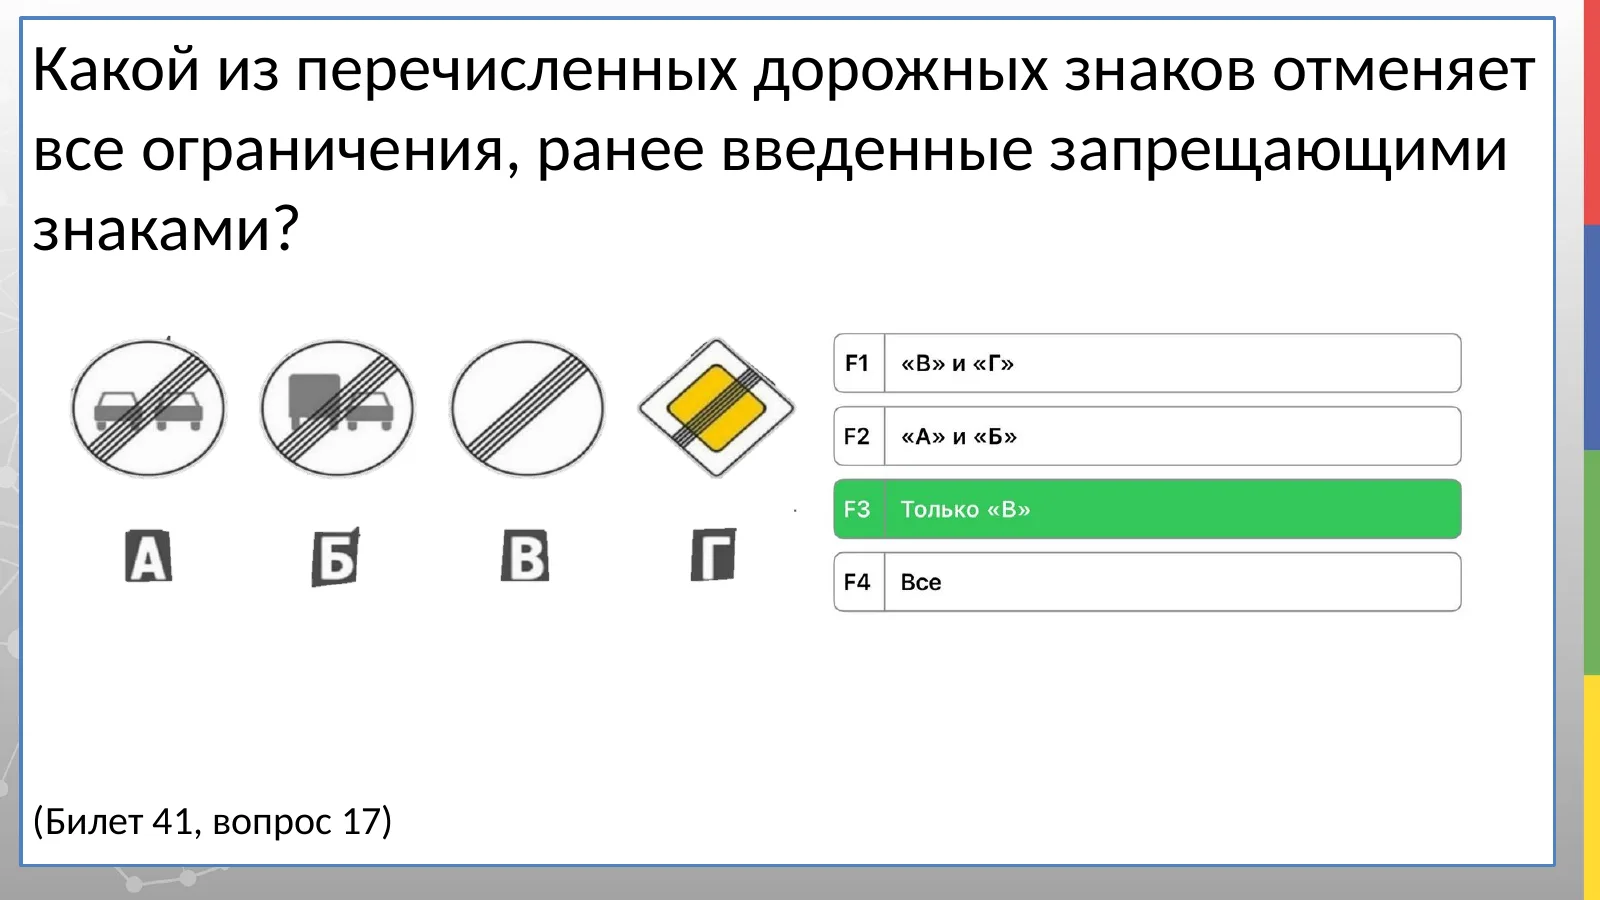 Какой из перечисленных дорожных знаков отменяет
все ограничения, ранее введенные запрещающими
знаками?
А Б В Г
F1 «В» и «Г»
F2 «А» и «Б»
F3 Только «В»
F4 Все
(Билет 41, вопрос 17)